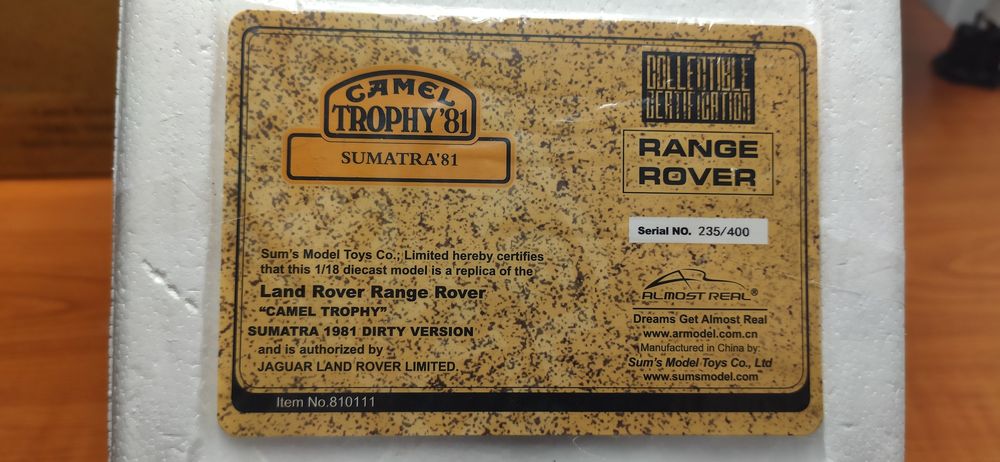 CAMEL
TROPHY'81
SUMATRA'81
COLLECTIBLE
CERTIFICATION
RANGE
ROVER
Serial NO. 235/400
Sum's Model Toys Co.; Limited hereby certifies
that this 1/18 diecast model is a replica of the
Land Rover Range Rover
“CAMEL TROPHY”
SUMATRA 1981 DIRTY VERSION
and is authorized by
JAGUAR LAND ROVER LIMITED.
ALMOST REAL®
Dreams Get Almost Real
www.armodel.com.cn
Manufactured in China by:
Sum's Model Toys Co., Ltd
www.sumsmodel.com
Item No.810111